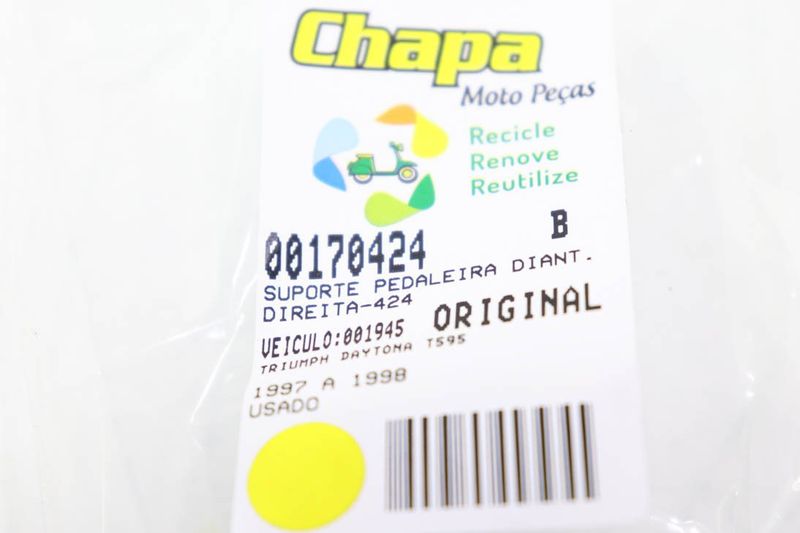 Chapa
Moto Peças
Recicle
Renove
Reutilize
B
00170424
SUPORTE PEDALEIRA DIANT.
DIREITA-424
VEICULO:001945 ORIGINAL
TRIUMPH DAYTONA T595
1997 A 1998
USADO